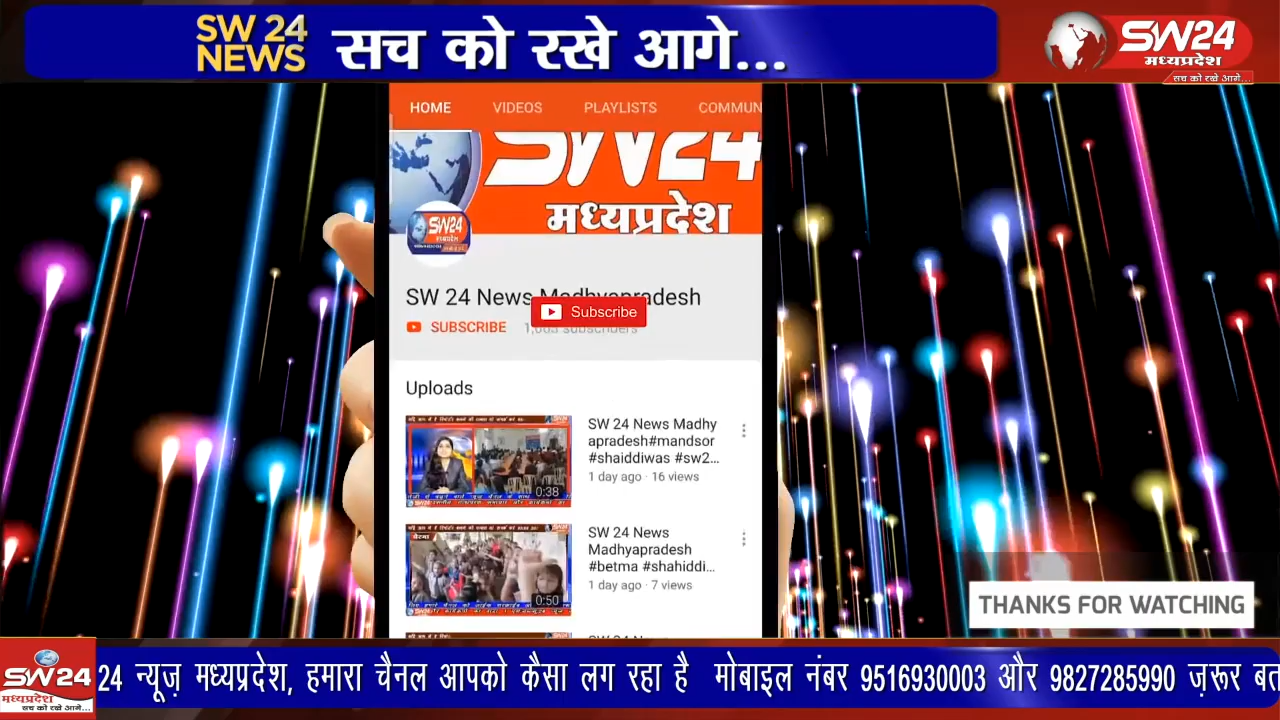 SW 24
NEWS
सच को रखे आगे...
SW24
मध्यप्रदेश
सच को रखे आगे...
HOME VIDEOS PLAYLISTS COMMUN
SW24
मध्यप्रदेश
SW24
SW 24 News Madhyapradesh
Subscribe
SUBSCRIBE
subscribers
Uploads
SW 24 News Madhy
apradesh#mandsor
#shaiddiwas #sw2...
1 day ago · 16 views
0:38
SW 24 News
Madhyapradesh
#betma #shahiddi...
1 day ago · 7 views
0:50
THANKS FOR WATCHING
SW24
मध्यप्रदेश
सच को रखे आगे...
24 न्यूज़ मध्यप्रदेश, हमारा चैनल आपको कैसा लग रहा है मोबाइल नंबर 9516930003 और 9827285990 ज़रूर बत